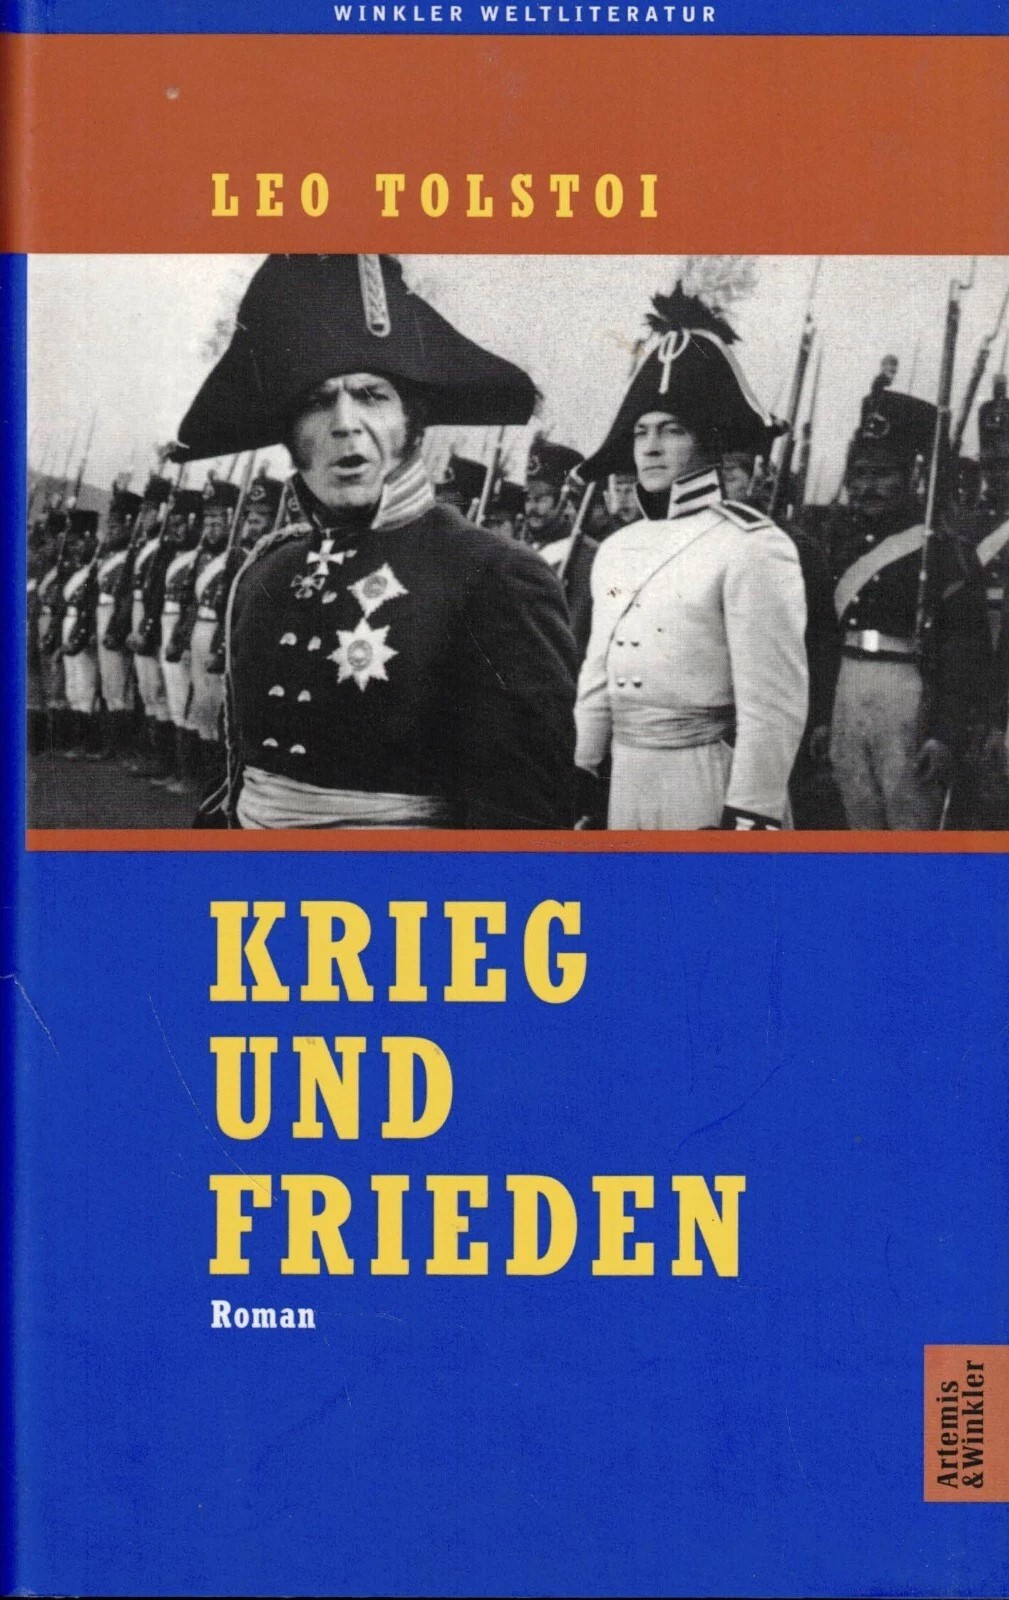 WINKLER WELTLITERATUR
LEO TOLSTOI
KRIEG
UND
FRIEDEN
Roman
Artemis
& Winkler